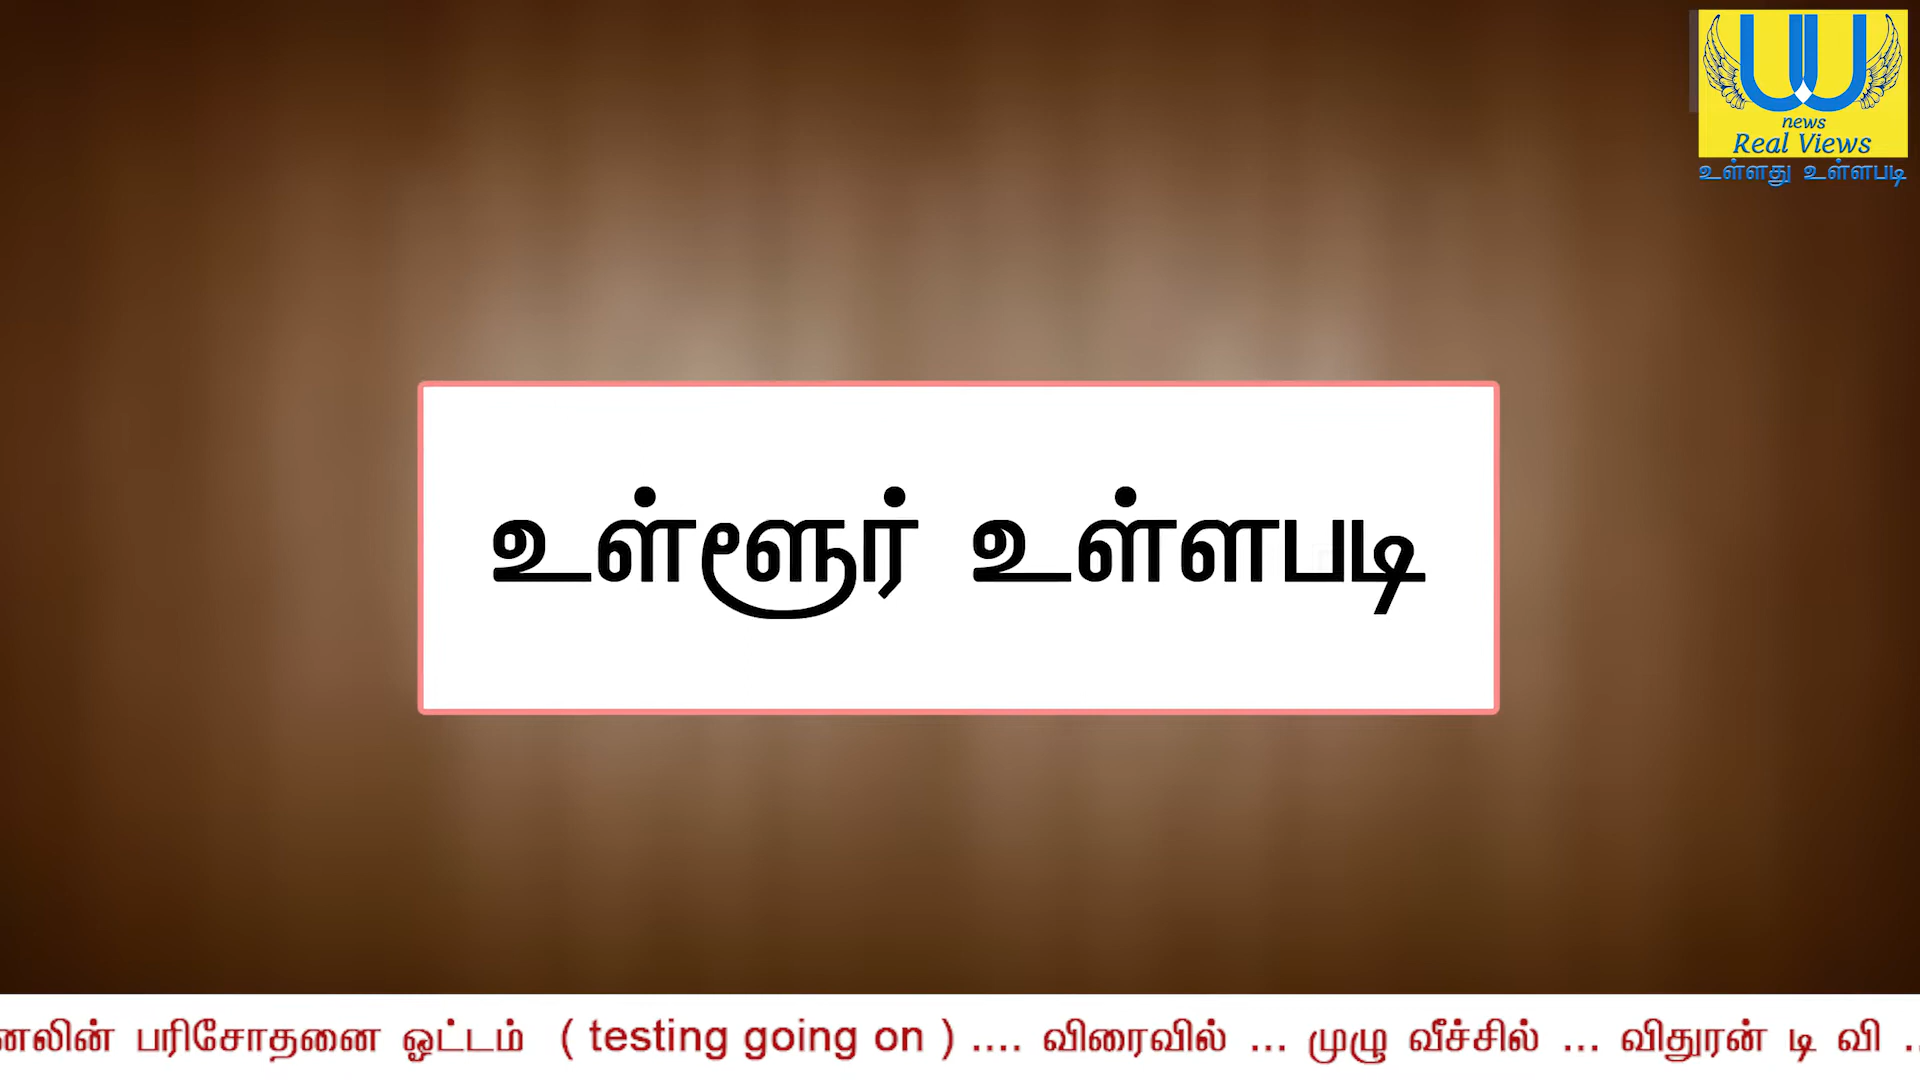 news
Real Views
உள்ளது உள்ளபடி
உள்ளூர் உள்ளபடி
னலின் பரிசோதனை ஓட்டம் ( testing going on ) .... விரைவில் ... முழு வீச்சில் ... விதுரன் டி வி ..